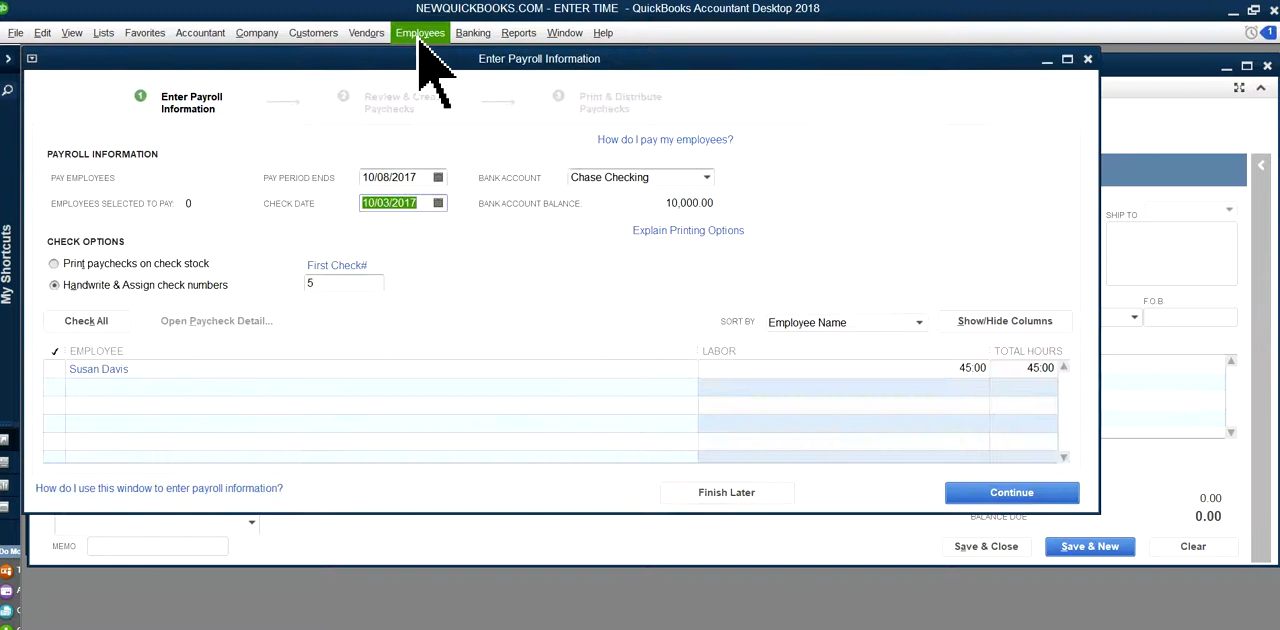 NEWQUICKBOOKS.COM - ENTER TIME - QuickBooks Accountant Desktop 2018
File Edit View Lists Favorites Accountant Company Customers Vendors Employees Banking Reports Window Help 1
Enter Payroll Information
1 Enter Payroll Information
2 Review & Crea Paychecks
3 Print & Distribute Paychecks
How do I pay my employees?
PAYROLL INFORMATION
PAY EMPLOYEES PAY PERIOD ENDS 10/08/2017 BANK ACCOUNT Chase Checking
EMPLOYEES SELECTED TO PAY: 0 CHECK DATE 10/03/2017 BANK ACCOUNT BALANCE: 10,000.00
Explain Printing Options
CHECK OPTIONS
Print paychecks on check stock First Check#
Handwrite & Assign check numbers 5
Check All Open Paycheck Detail... SORT BY Employee Name Show/Hide Columns
EMPLOYEE LABOR TOTAL HOURS
Susan Davis 45:00 45:00
How do I use this window to enter payroll information? Finish Later Continue
SHIP TO
F.O.B
My Shortcuts
Do Mo
0.00
BALANCE DUE 0.00
MEMO Save & Close Save & New Clear